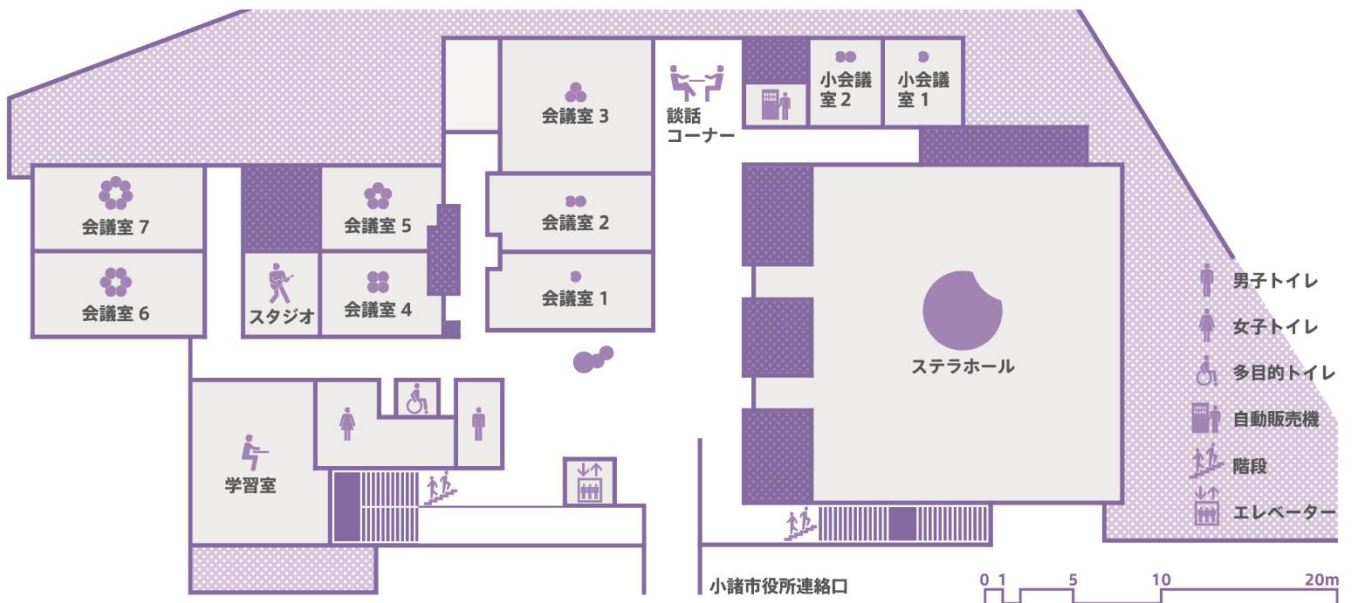 会議室 3
談話
コーナー
小会議
室 2
小会議
室 1
会議室 7
会議室 5
会議室 2
会議室 6
スタジオ
会議室 4
会議室 1
ステラホール
学習室
男子トイレ
女子トイレ
多目的トイレ
自動販売機
階段
エレベーター
小諸市役所連絡口
0 1 5 10 20m